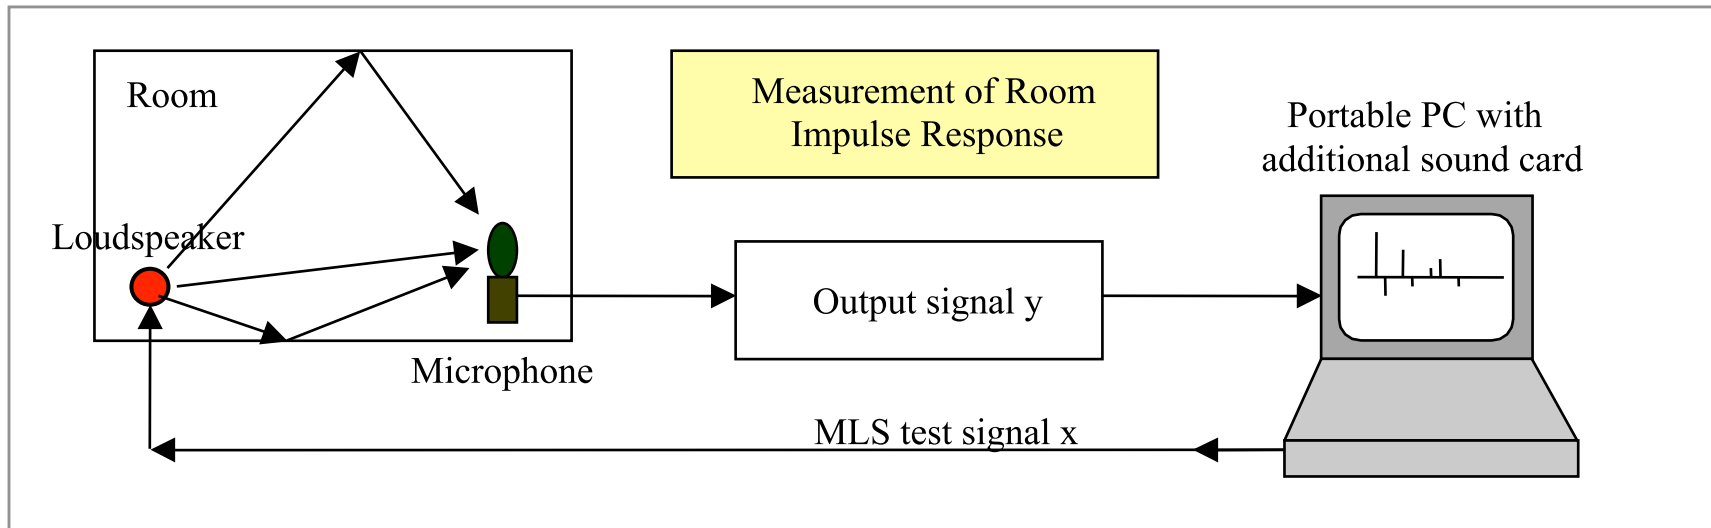 Room
Measurement of Room
Impulse Response
Portable PC with
additional sound card
Loudspeaker
Output signal y
Microphone
MLS test signal x